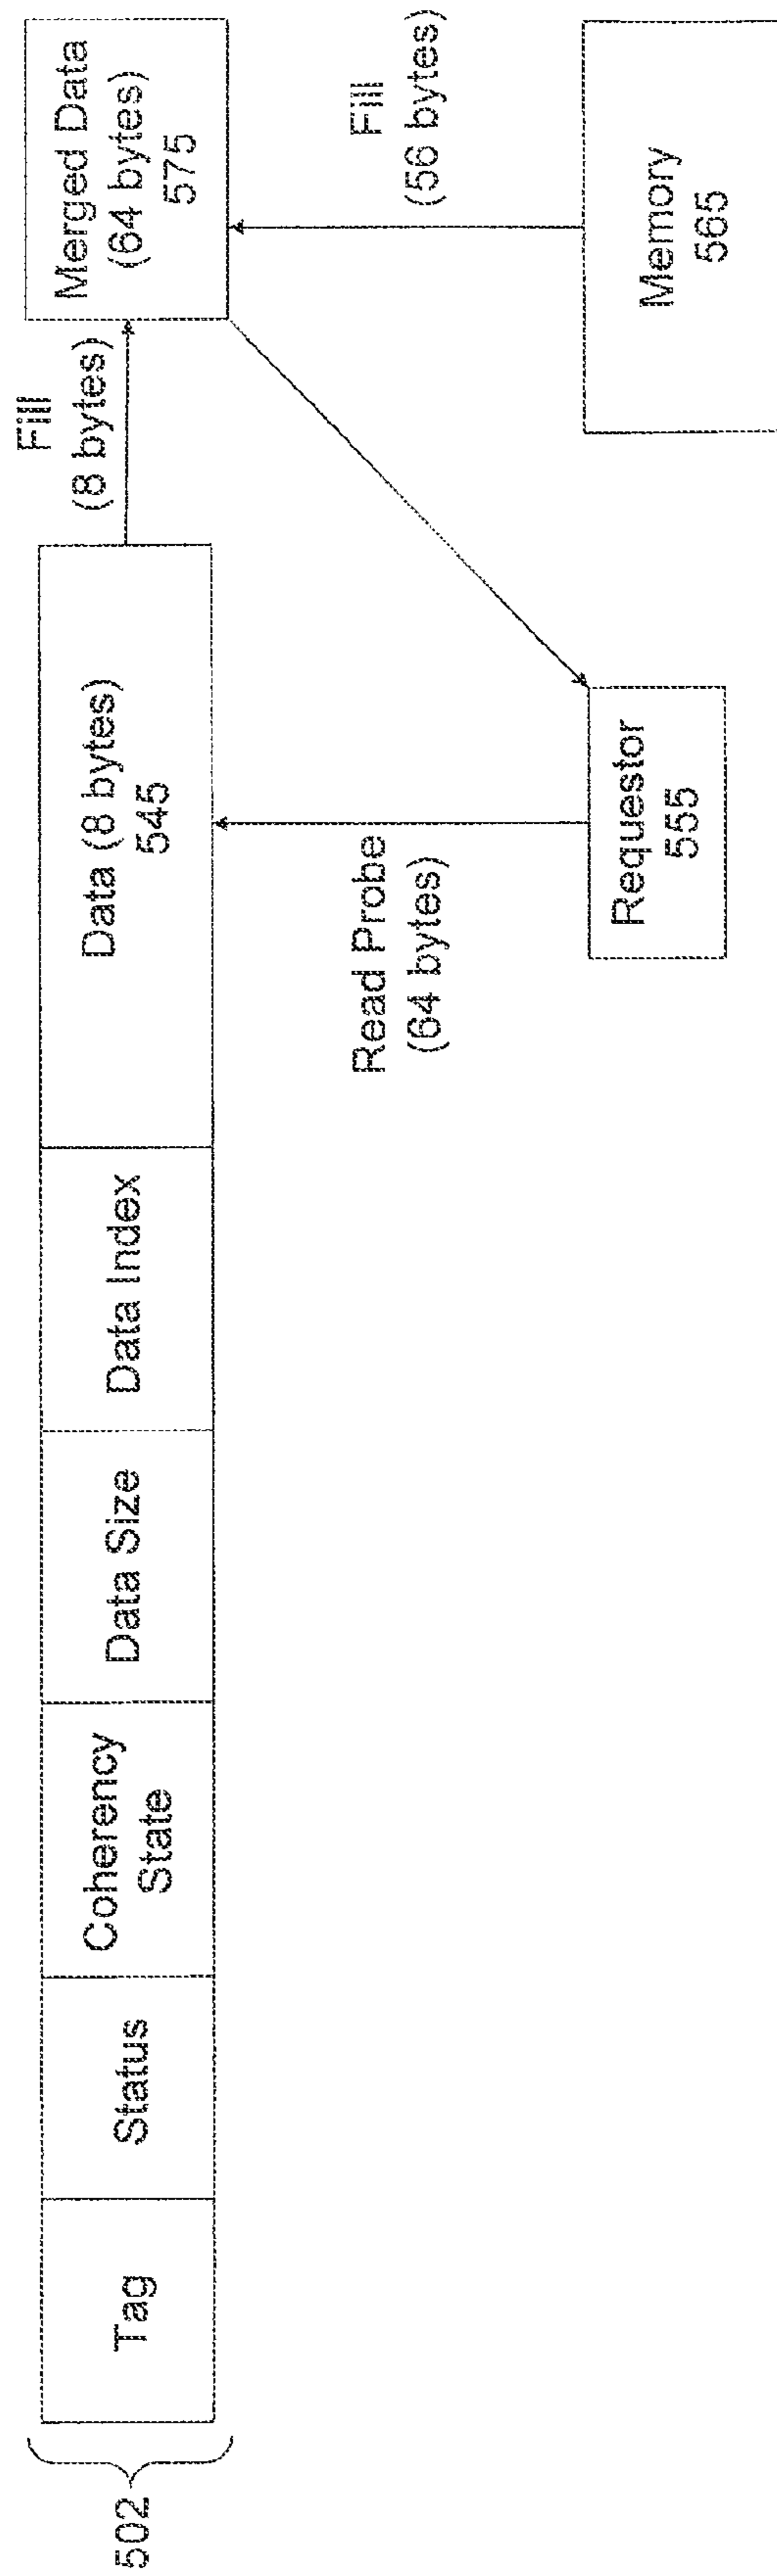 502
Tag
Status
Coherency
State
Data Size
Data Index
Data (8 bytes)
545
Fill
(8 bytes)
Merged Data
(64 bytes)
575
Read Probe
(64 bytes)
Fill
(56 bytes)
Requestor
555
Memory
565